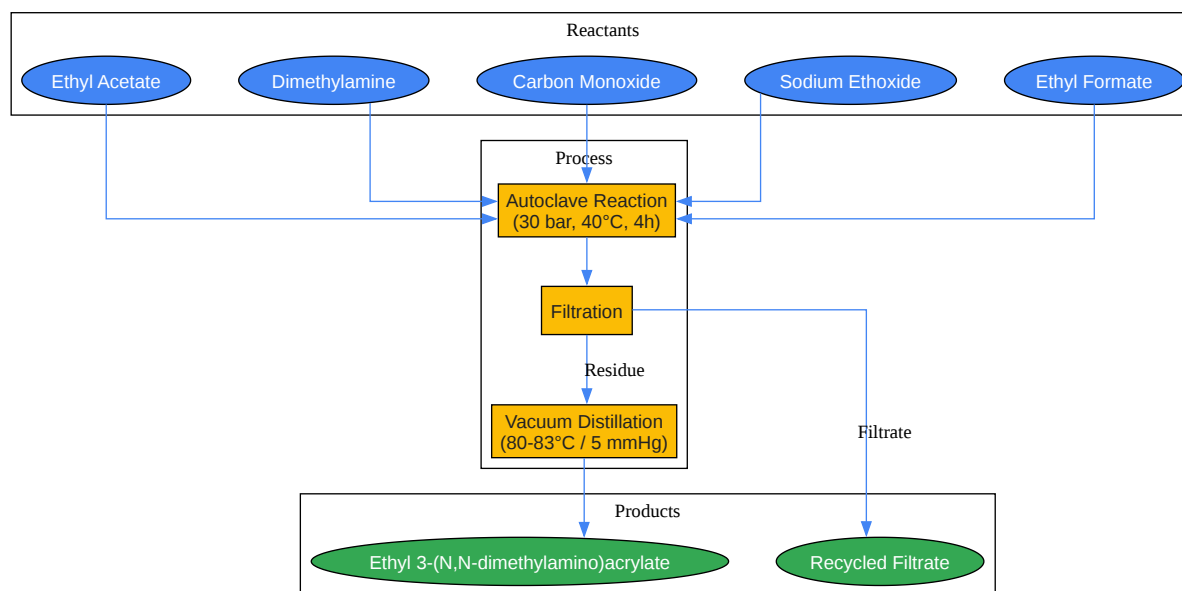 Reactants
Ethyl Acetate
Dimethylamine
Carbon Monoxide
Sodium Ethoxide
Ethyl Formate
Process
Autoclave Reaction
(30 bar, 40°C, 4h)
Filtration
Residue
Vacuum Distillation
(80-83°C / 5 mmHg)
Filtrate
Products
Ethyl 3-(N,N-dimethylamino)acrylate
Recycled Filtrate